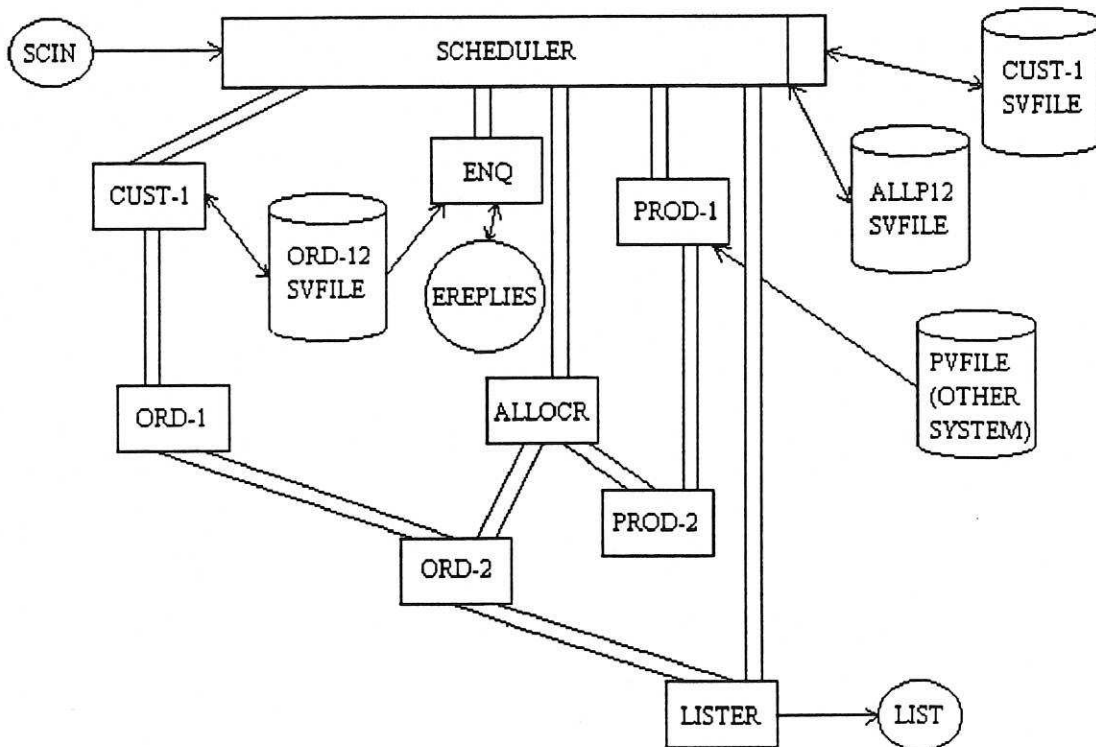 SCIN
SCHEDULER
CUST-1
SVFILE
CUST-1
ENQ
PROD-1
ALLP12
SVFILE
ORD-12
SVFILE
EREPLIES
PVFILE
(OTHER
SYSTEM)
ORD-1
ALLOCR
PROD-2
ORD-2
LISTER
LIST